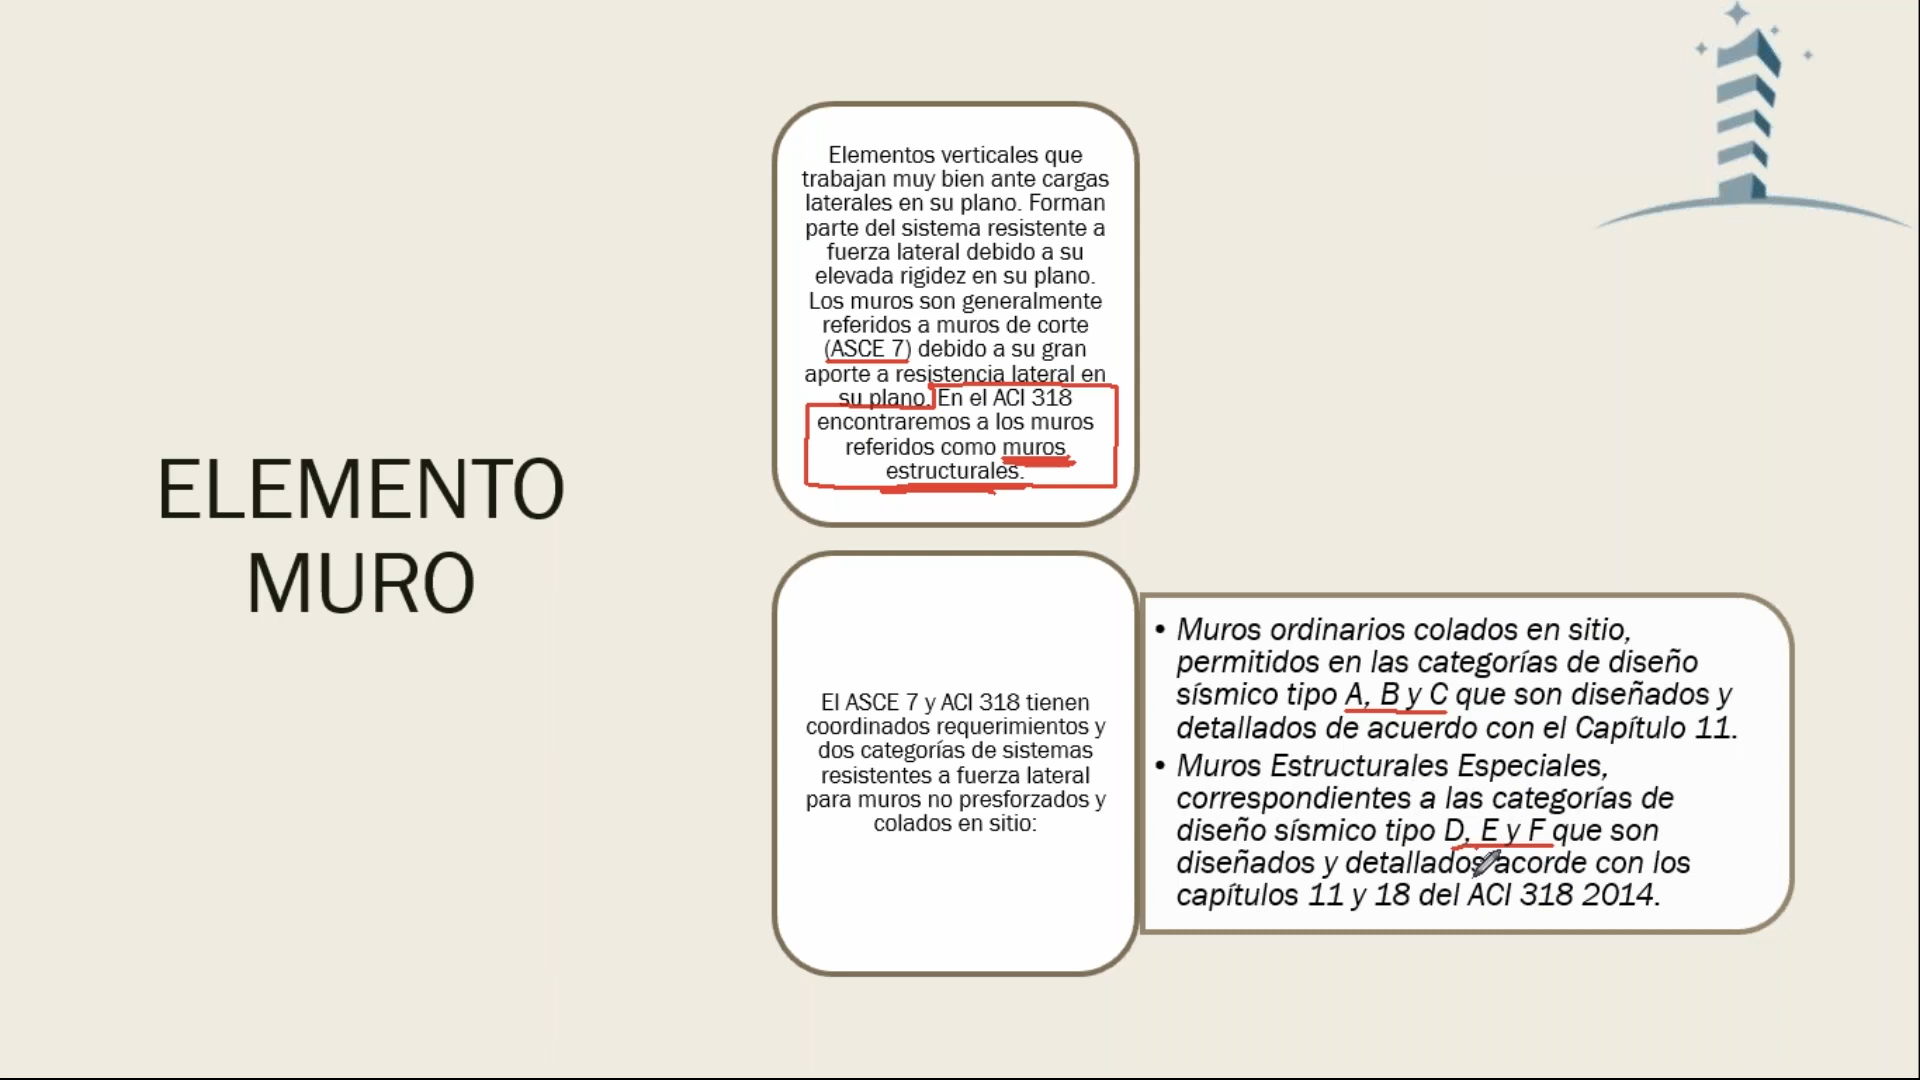 ELEMENTO
MURO
Elementos verticales que
trabajan muy bien ante cargas
laterales en su plano. Forman
parte del sistema resistente a
fuerza lateral debido a su
elevada rigidez en su plano.
Los muros son generalmente
referidos a muros de corte
(ASCE 7) debido a su gran
aporte a resistencia lateral en
su plano. En el ACI 318
encontraremos a los muros
referidos como muros
estructurales.
El ASCE 7 y ACI 318 tienen
coordinados requerimientos y
dos categorías de sistemas
resistentes a fuerza lateral
para muros no presforzados y
colados en sitio:
• Muros ordinarios colados en sitio,
permitidos en las categorías de diseño
sísmico tipo A, B y C que son diseñados y
detallados de acuerdo con el Capítulo 11.
• Muros Estructurales Especiales,
correspondientes a las categorías de
diseño sísmico tipo D, E y F que son
diseñados y detallados acorde con los
capítulos 11 y 18 del ACI 318 2014.